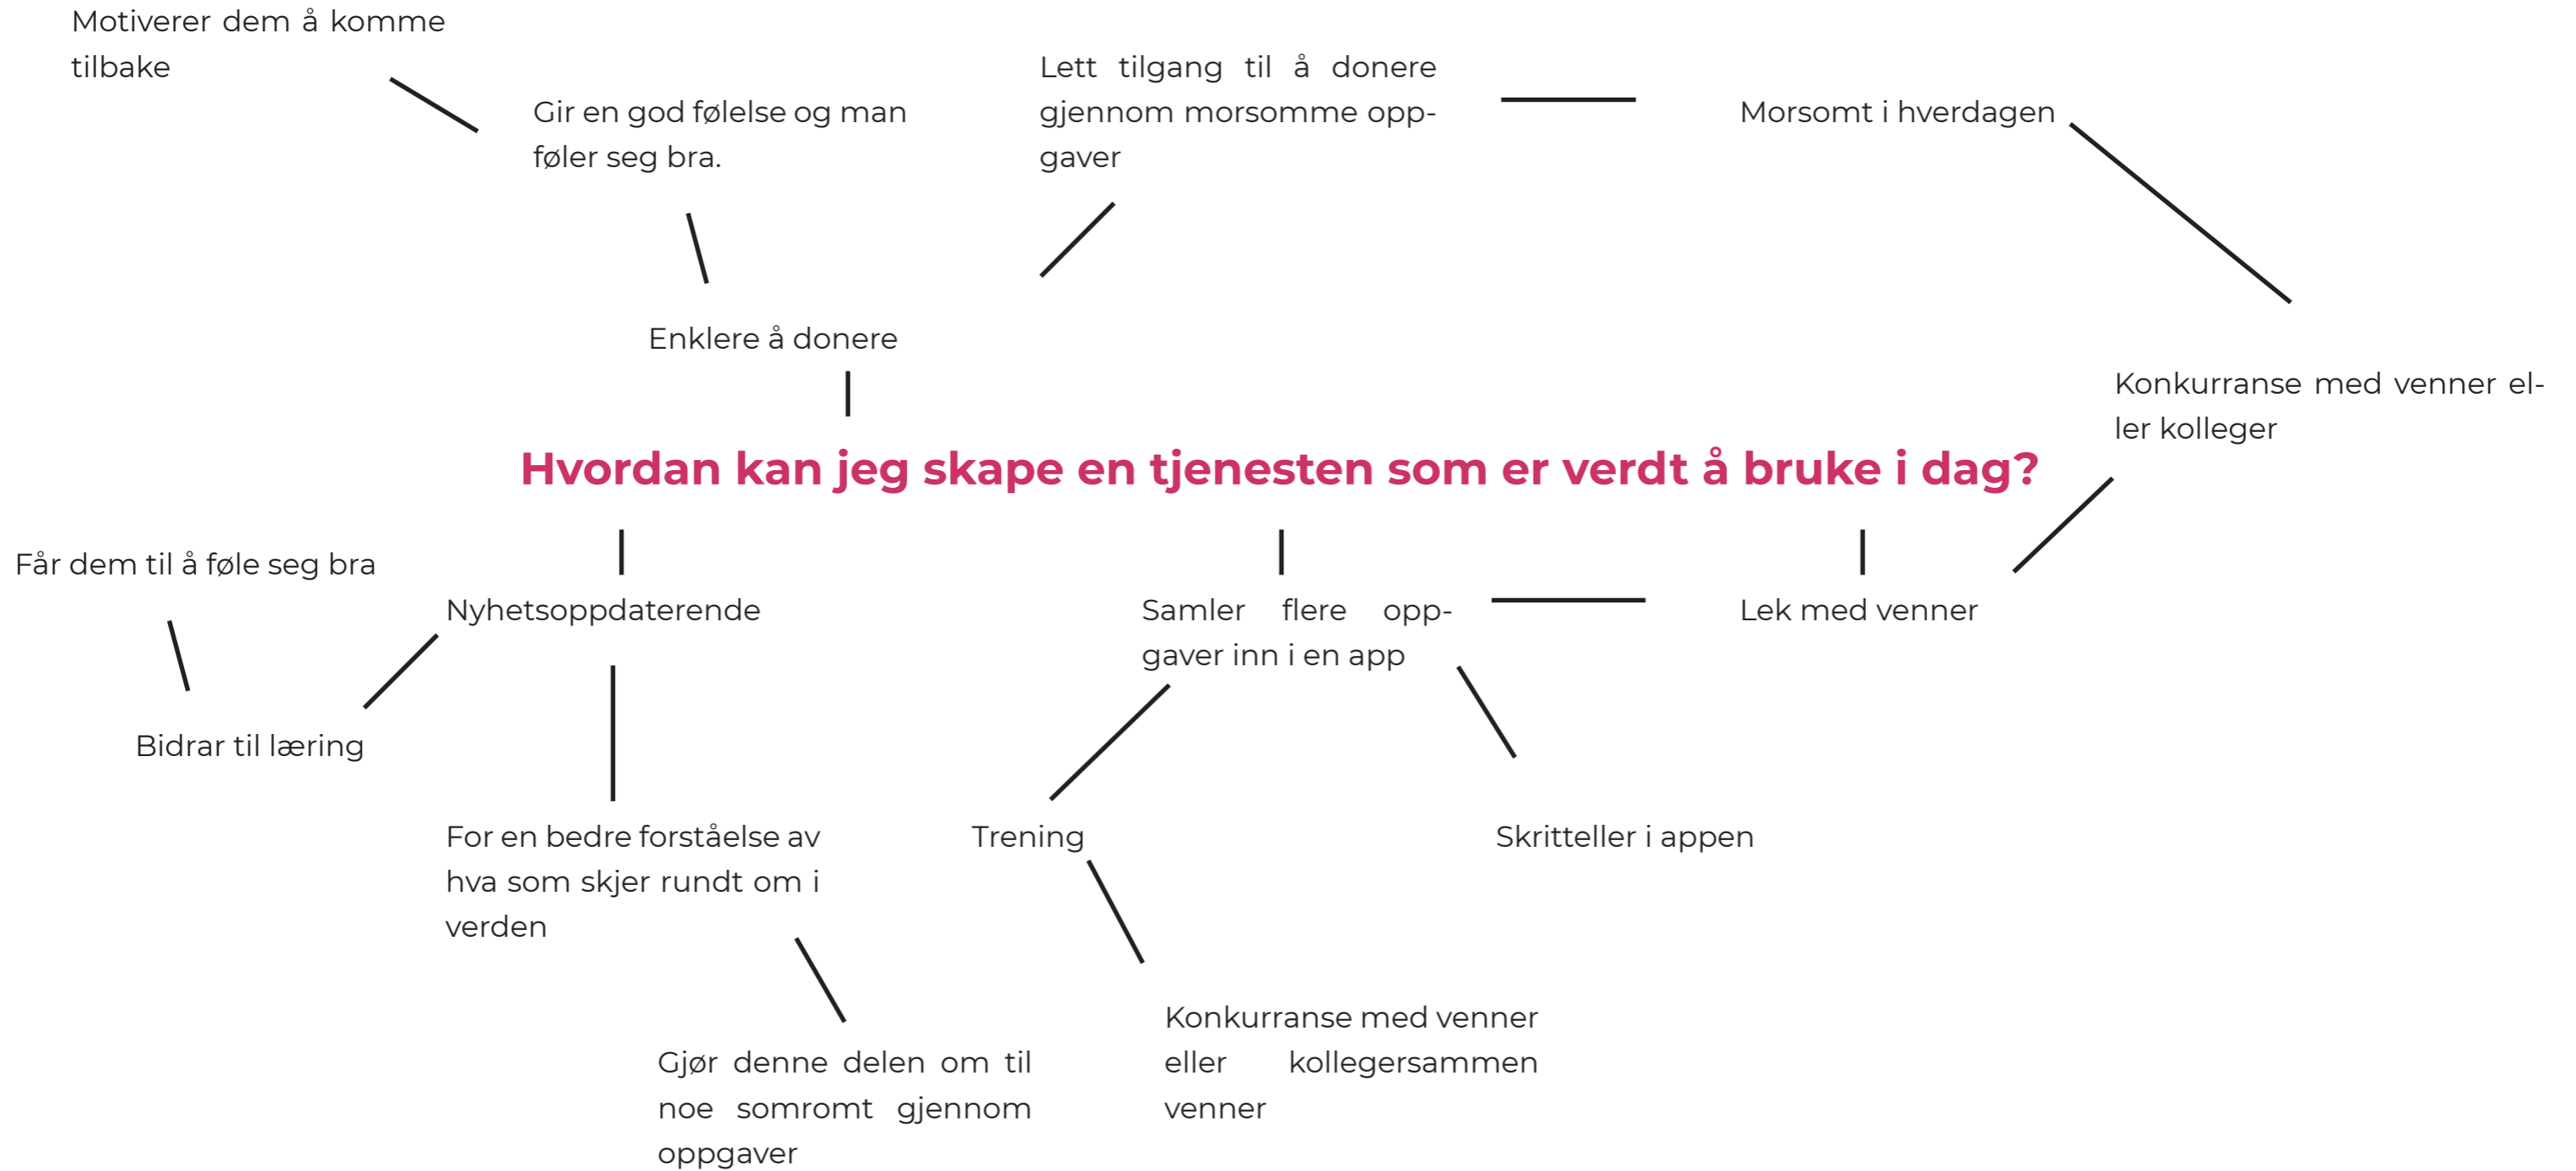 Motiverer dem å komme
tilbake
Gir en god følelse og man
føler seg bra.
Lett tilgang til å donere
gjennom morsomme opp-
gaver
Morsomt i hverdagen
Enklere å donere
Konkurranse med venner el-
ler kolleger
Hvordan kan jeg skape en tjenesten som er verdt å bruke i dag?
Får dem til å føle seg bra
Nyhetsoppdaterende
Samler flere opp-
gaver inn i en app
Lek med venner
Bidrar til læring
For en bedre forståelse av
hva som skjer rundt om i
verden
Trening
Skritteller i appen
Gjør denne delen om til
noe somromt gjennom
oppgaver
Konkurranse med venner
eller kollegersammen
venner